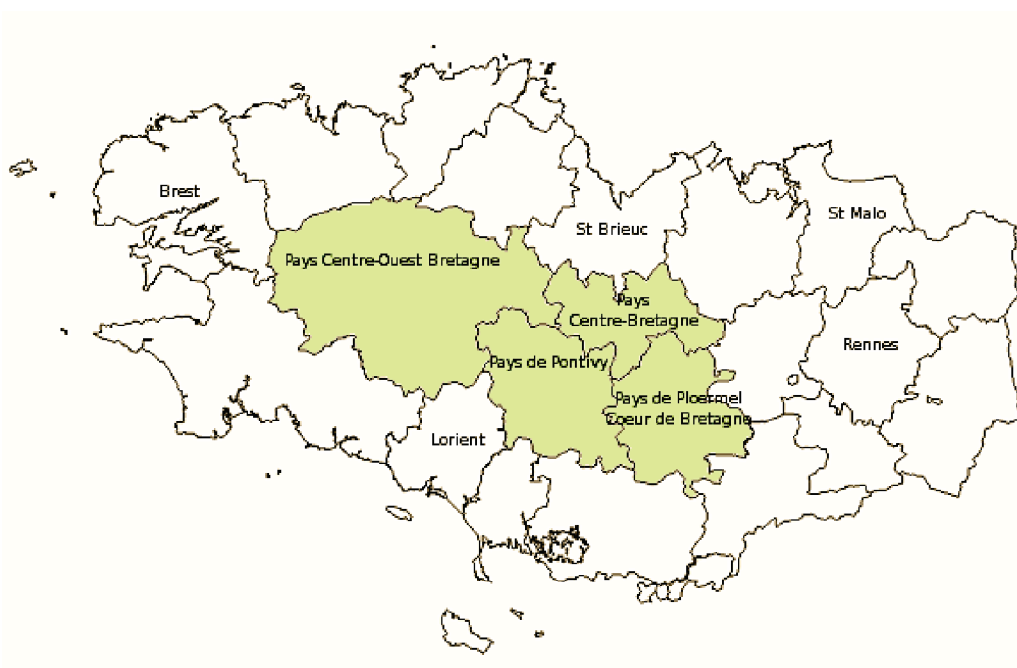 Brest
St Malo
St Brieuc
Pays Centre-Ouest Bretagne
Pays
Centre-Bretagne
Rennes
Pays de Pontivy
Pays de Ploermel
Coeur de Bretagne
Lorient